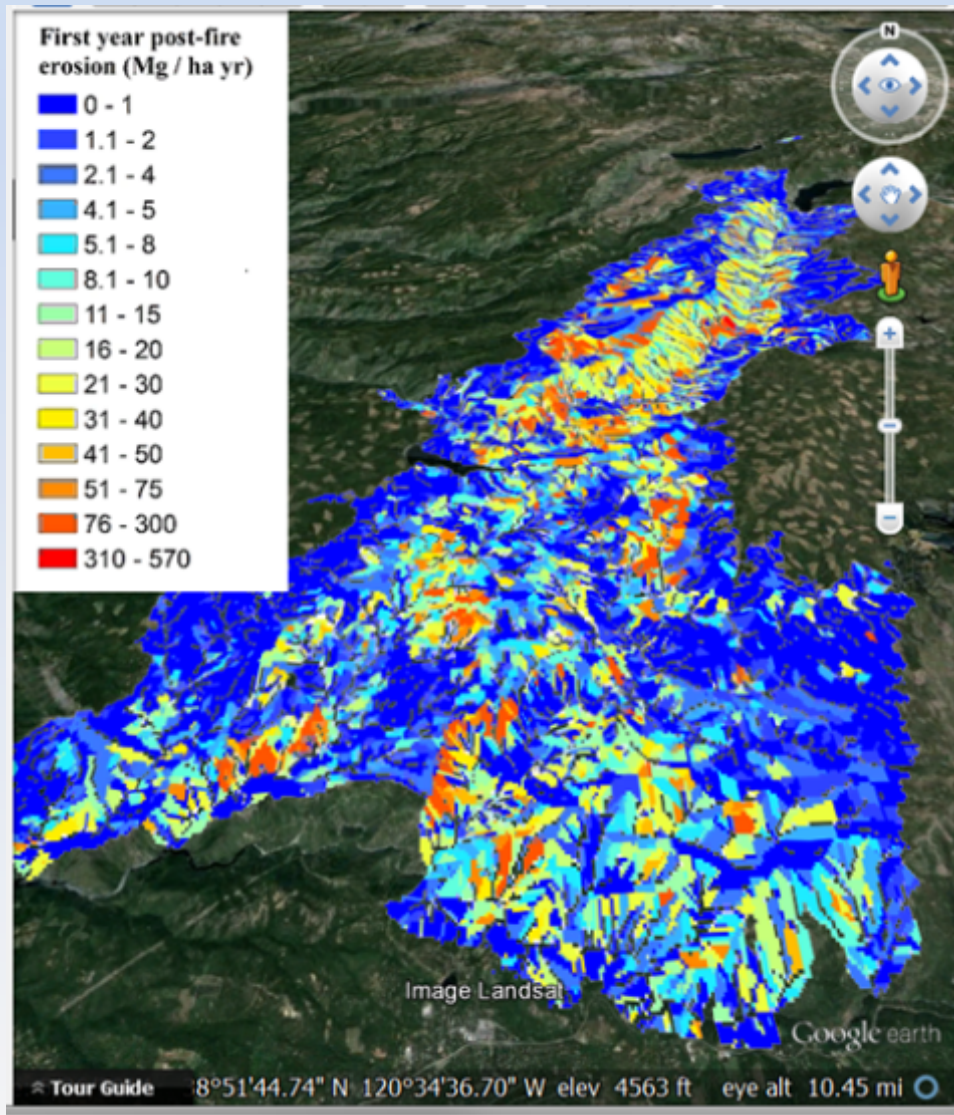 First year post-fire
erosion (Mg / ha yr)
0 - 1
1.1 - 2
2.1 - 4
4.1 - 5
5.1 - 8
8.1 - 10
11 - 15
16 - 20
21 - 30
31 - 40
41 - 50
51 - 75
76 - 300
310 - 570
N
Image Landsat
Google earth
Tour Guide 8°51'44.74" N 120°34'36.70" W elev 4563 ft eye alt 10.45 mi